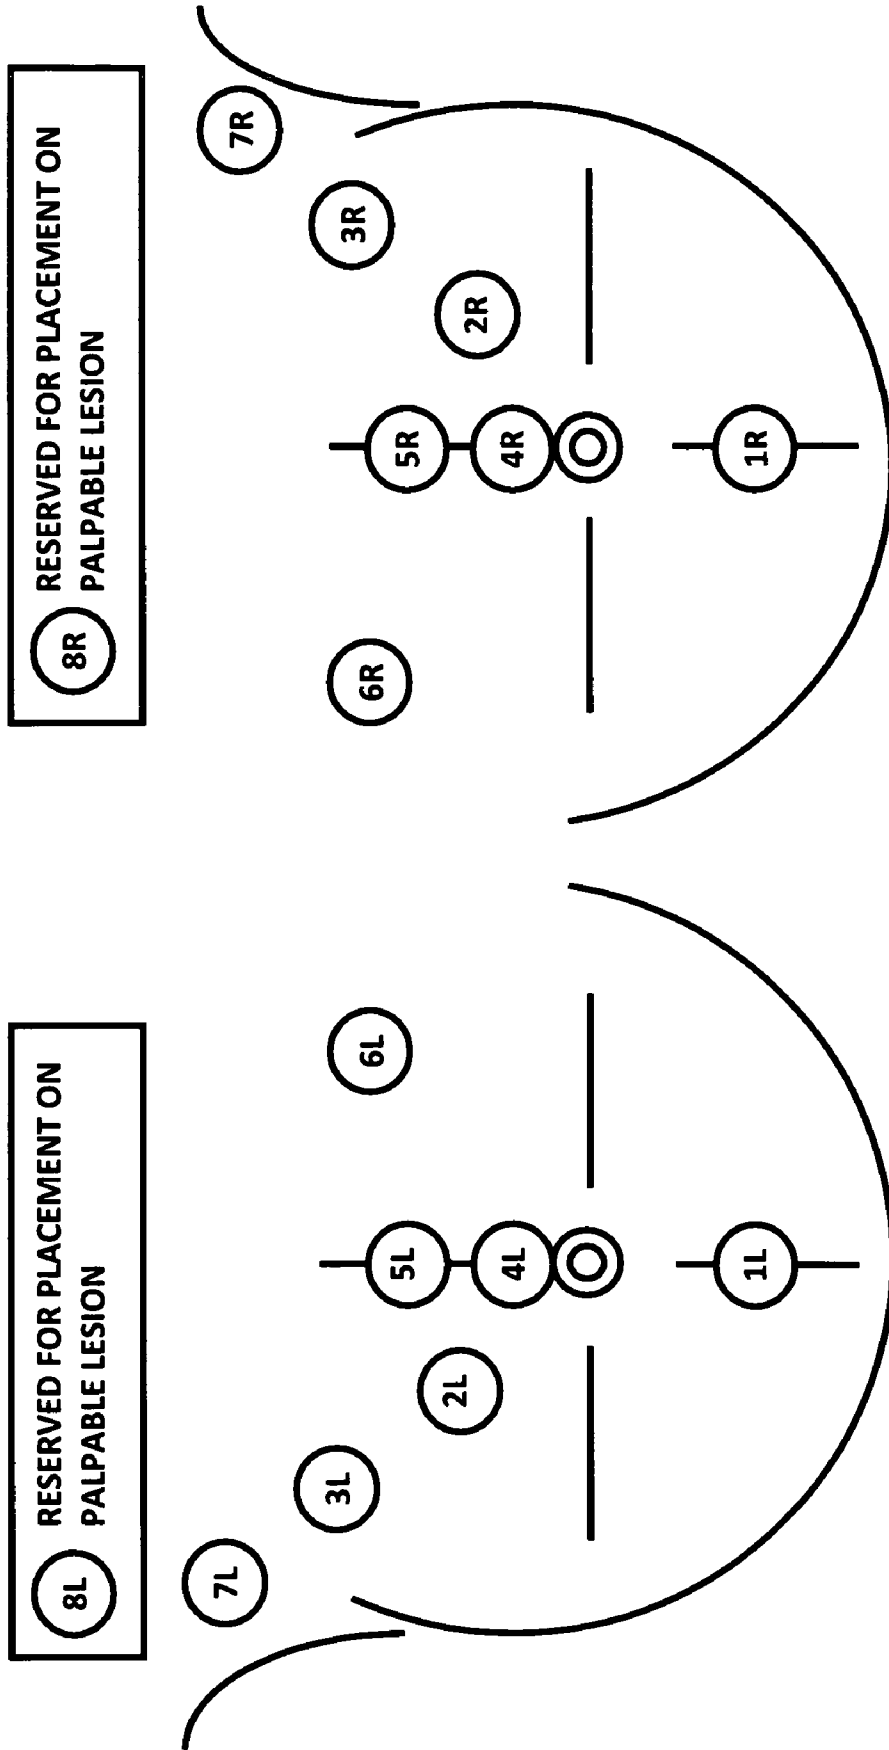 8L RESERVED FOR PLACEMENT ON
PALPABLE LESION
7L
3L
2L
5L
4L
6L
1L
8R RESERVED FOR PLACEMENT ON
PALPABLE LESION
6R
5R
4R
2R
3R
7R
1R